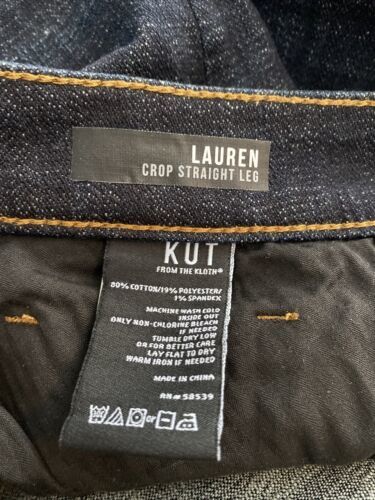 LAUREN
CROP STRAIGHT LEG
KUT
FROM THE KLOTH®
80% COTTON/19% POLYESTER/
1% SPANDEX
MACHINE WASH COLD
INSIDE OUT
ONLY NON-CHLORINE BLEACH
IF NEEDED
TUMBLE DRY LOW
OR FOR BETTER CARE
LAY FLAT TO DRY
WARM IRON IF NEEDED
MADE IN CHINA
RN# 58539
OR